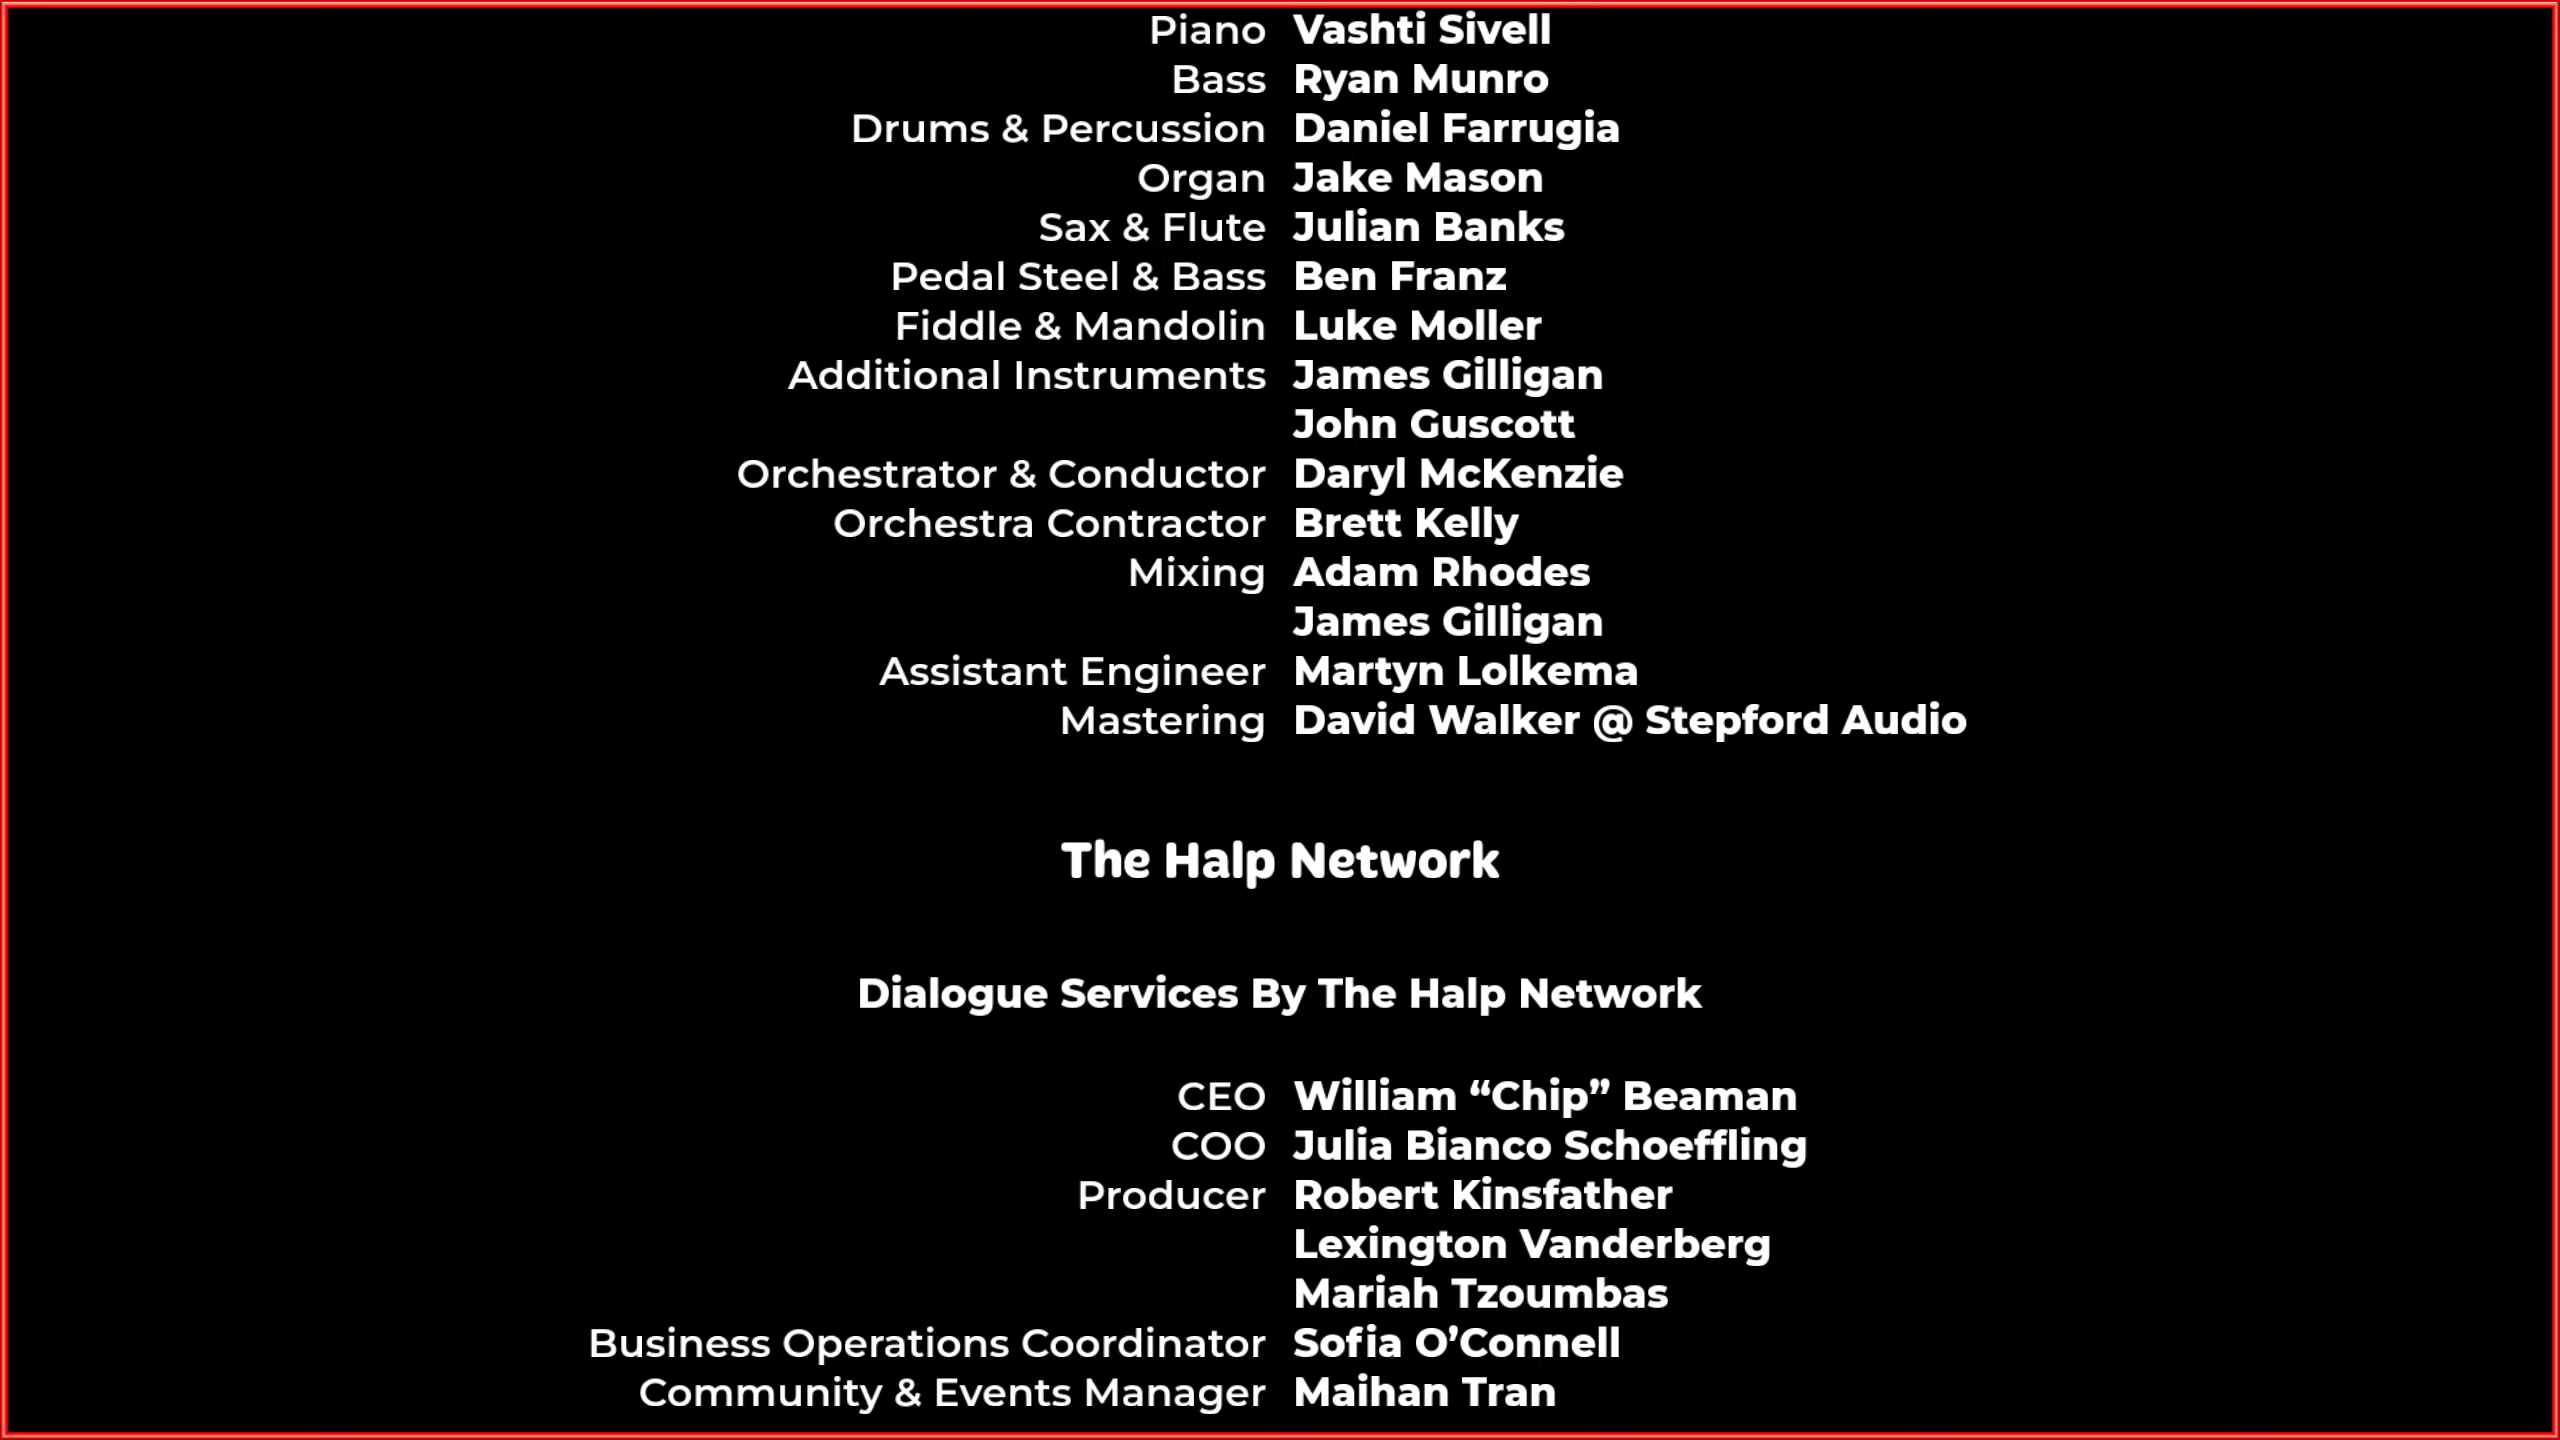 Piano Vashti Sivell
Bass Ryan Munro
Drums & Percussion Daniel Farrugia
Organ Jake Mason
Sax & Flute Julian Banks
Pedal Steel & Bass Ben Franz
Fiddle & Mandolin Luke Moller
Additional Instruments James Gilligan
John Guscott
Orchestrator & Conductor Daryl McKenzie
Orchestra Contractor Brett Kelly
Mixing Adam Rhodes
James Gilligan
Assistant Engineer Martyn Lolkema
Mastering David Walker @ Stepford Audio
The Halp Network
Dialogue Services By The Halp Network
CEO William “Chip” Beaman
COO Julia Bianco Schoeffling
Producer Robert Kinsfather
Lexington Vanderberg
Mariah Tzoumbas
Business Operations Coordinator Sofia O’Connell
Community & Events Manager Maihan Tran